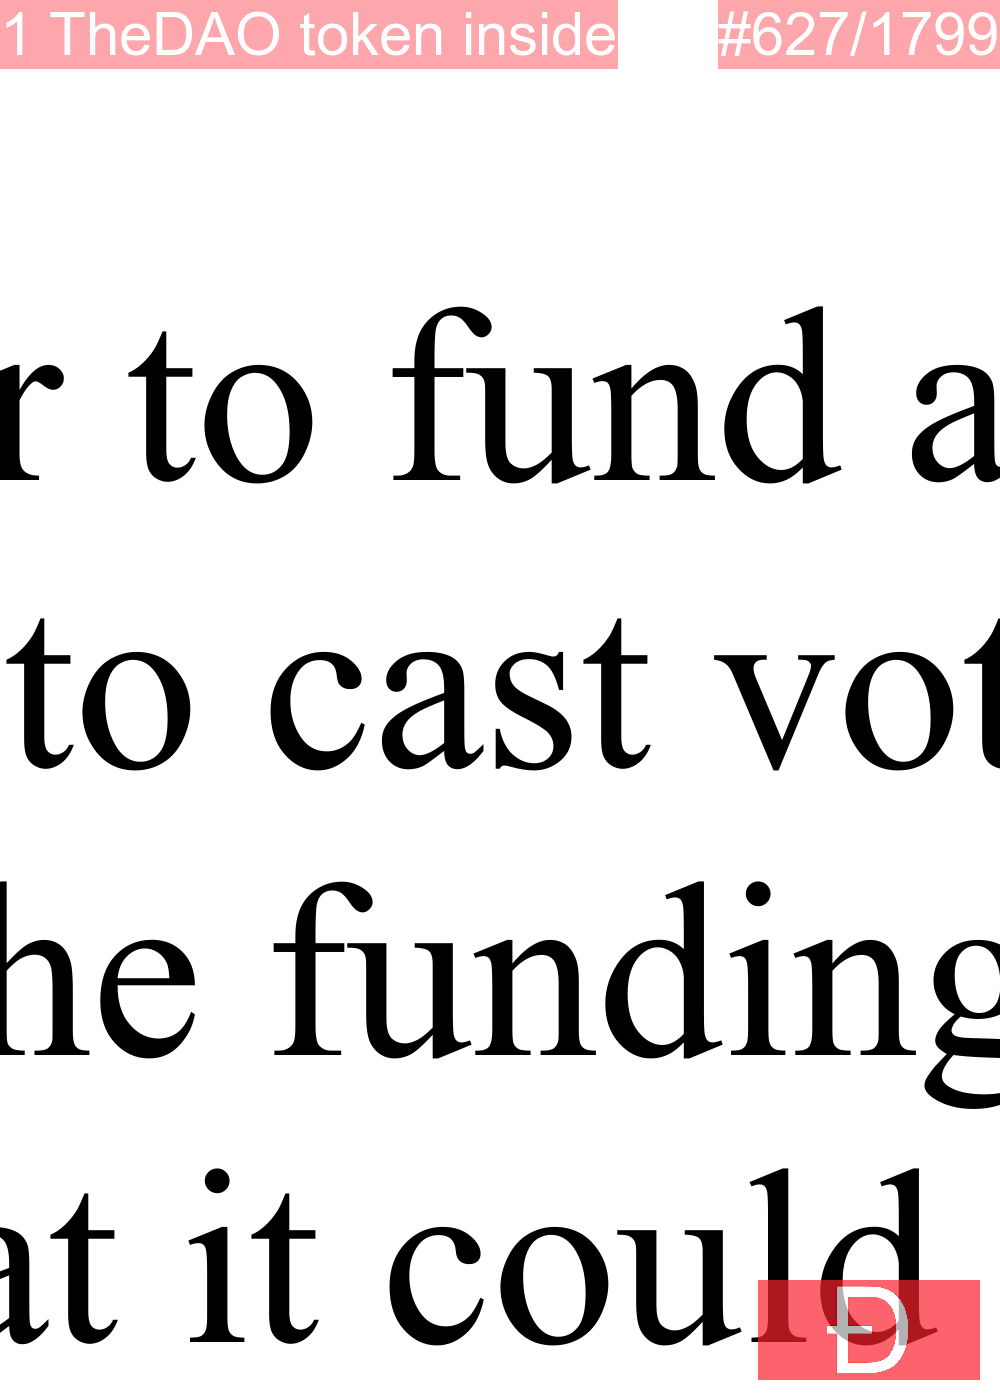 1 TheDAO token inside #627/1799
r to fund a
to cast vot
he funding
at it could
Đ